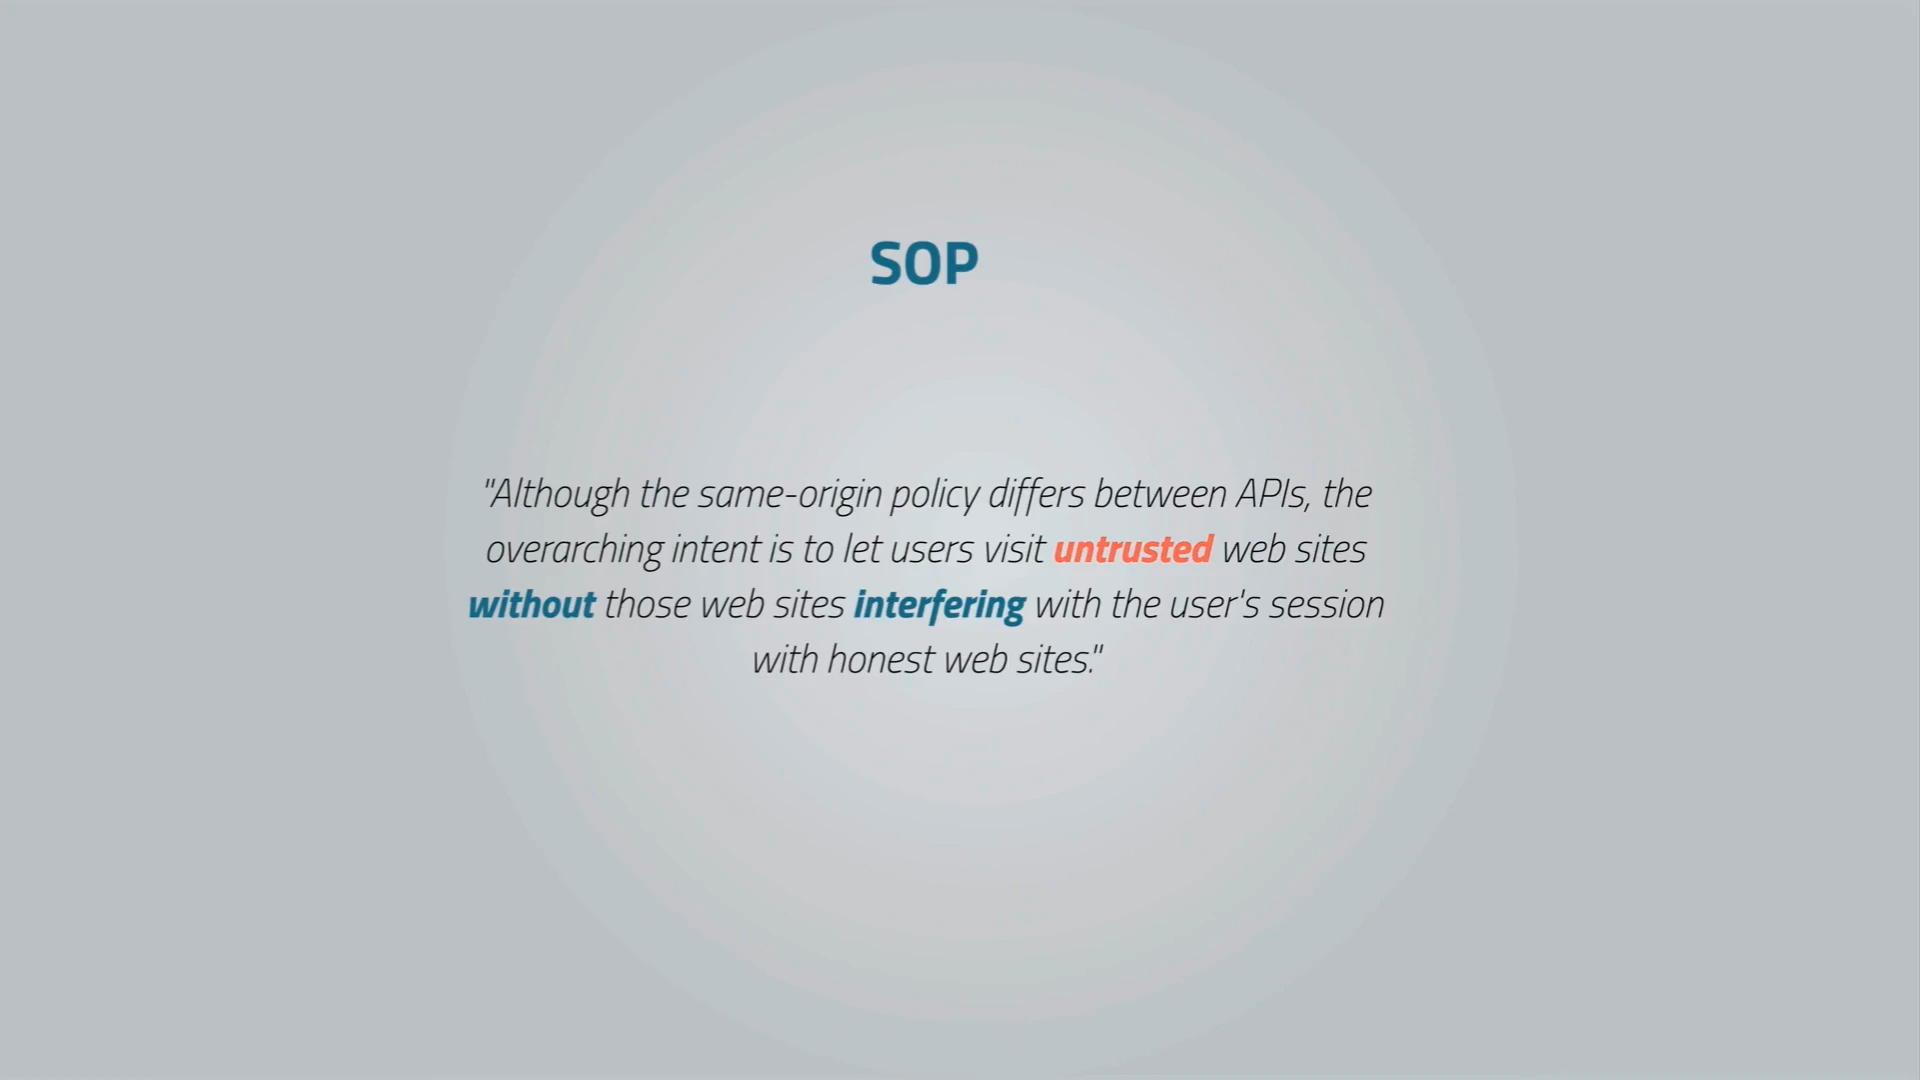 SOP
"Although the same-origin policy differs between APIs, the
overarching intent is to let users visit untrusted web sites
without those web sites interfering with the user's session
with honest web sites."